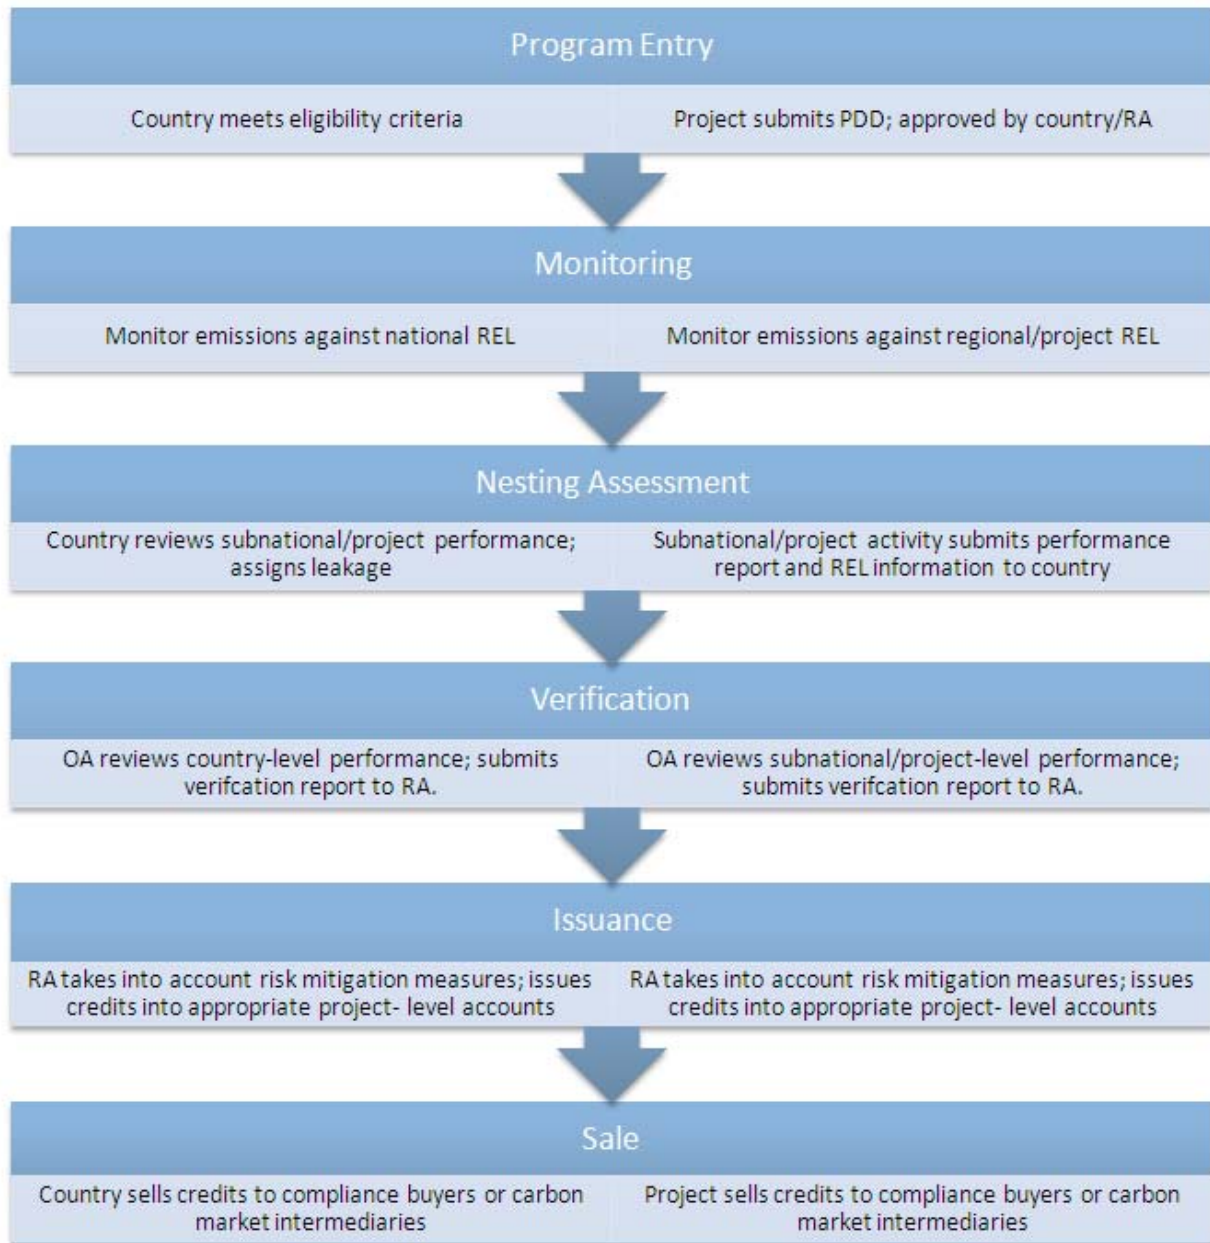 Program Entry
Country meets eligibility criteria
Project submits PDD; approved by country/RA
Monitoring
Monitor emissions against national REL
Monitor emissions against regional/project REL
Nesting Assessment
Country reviews subnational/project performance;
assigns leakage
Subnational/project activity submits performance
report and REL information to country
Verification
OA reviews country-level performance; submits
verifcation report to RA.
OA reviews subnational/project-level performance;
submits verifcation report to RA.
Issuance
RA takes into account risk mitigation measures; issues
credits into appropriate project- level accounts
RA takes into account risk mitigation measures; issues
credits into appropriate project- level accounts
Sale
Country sells credits to compliance buyers or carbon
market intermediaries
Project sells credits to compliance buyers or carbon
market intermediaries